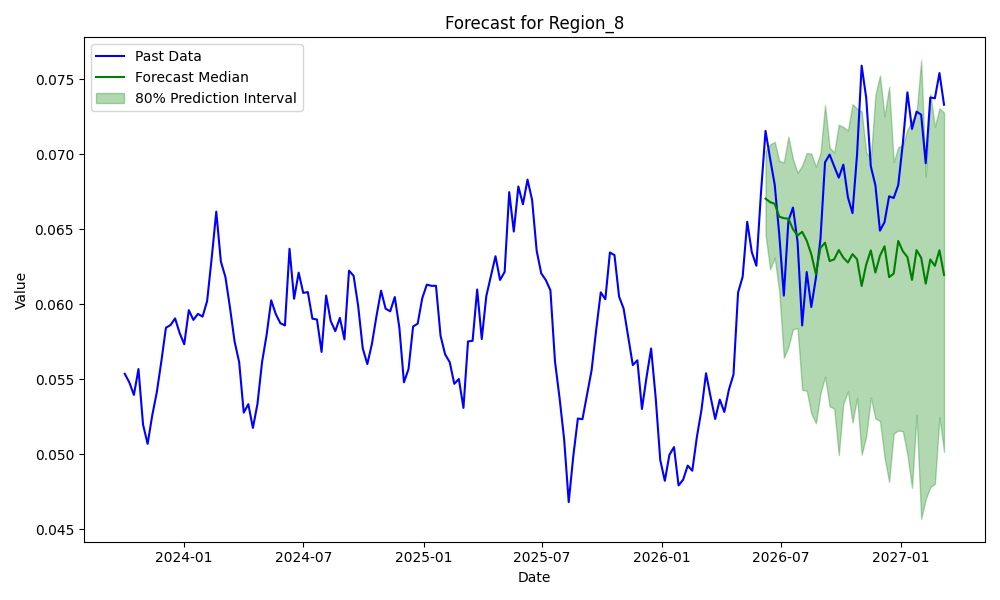 Forecast for Region_8
Past Data
Forecast Median
80% Prediction Interval
Value
0.075
0.070
0.065
0.060
0.055
0.050
0.045
2024-01
2024-07
2025-01
2025-07
2026-01
2026-07
2027-01
Date